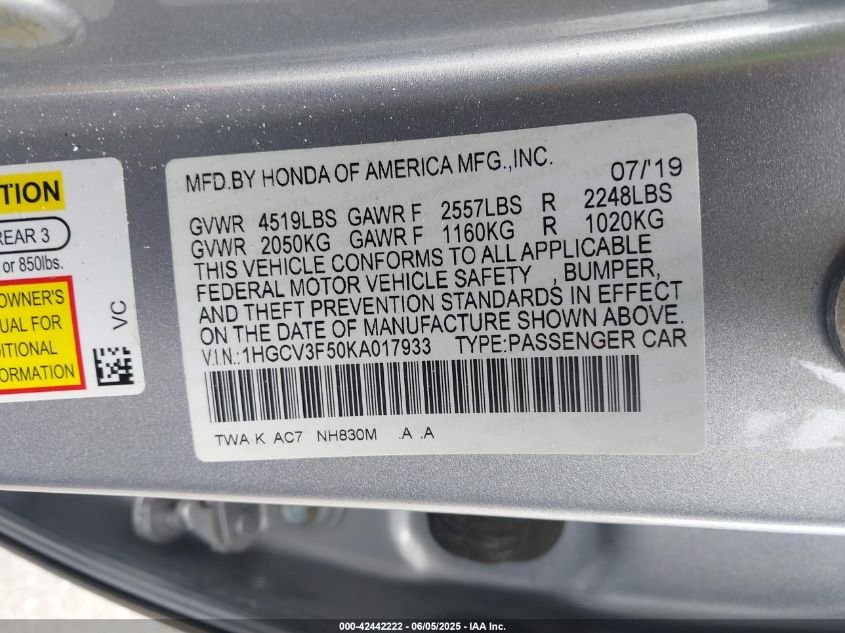 MFD.BY HONDA OF AMERICA MFG.,INC. 07/'19
GVWR 4519LBS GAWR F 2557LBS R 2248LBS
GVWR 2050KG GAWR F 1160KG R 1020KG
THIS VEHICLE CONFORMS TO ALL APPLICABLE
FEDERAL MOTOR VEHICLE SAFETY , BUMPER,
AND THEFT PREVENTION STANDARDS IN EFFECT
ON THE DATE OF MANUFACTURE SHOWN ABOVE.
V.I.N.:1HGCV3F50KA017933 TYPE:PASSENGER CAR
TWA K AC7 NH830M .A .A
TION
REAR 3
or 850lbs.
OWNER'S
UAL FOR
DITIONAL
FORMATION
VC
000-42442222 - 06/05/2025 - IAA Inc.